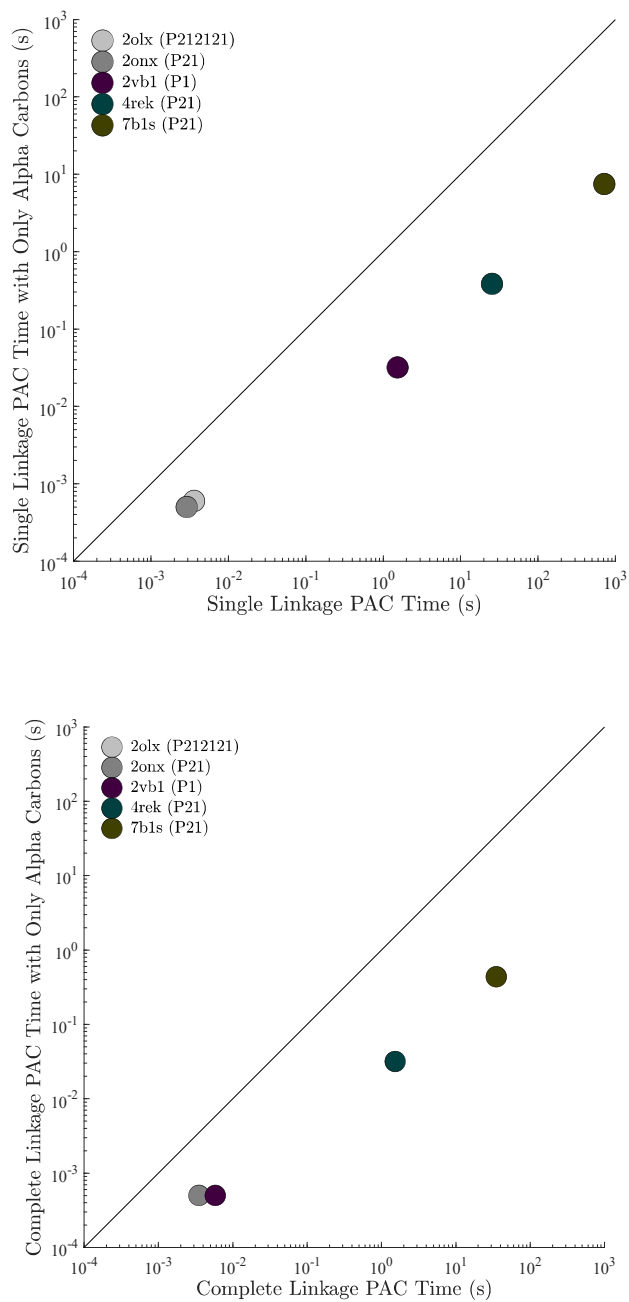 Single Linkage PAC Time with Only Alpha Carbons (s)
10^3
10^2
10^1
10^0
10^-1
10^-2
10^-3
10^-4
2olx (P212121)
2onx (P21)
2vb1 (P1)
4rek (P21)
7b1s (P21)
10^-4 10^-3 10^-2 10^-1 10^0 10^1 10^2 10^3
Single Linkage PAC Time (s)
Complete Linkage PAC Time with Only Alpha Carbons (s)
10^3
10^2
10^1
10^0
10^-1
10^-2
10^-3
10^-4
2olx (P212121)
2onx (P21)
2vb1 (P1)
4rek (P21)
7b1s (P21)
10^-4 10^-3 10^-2 10^-1 10^0 10^1 10^2 10^3
Complete Linkage PAC Time (s)